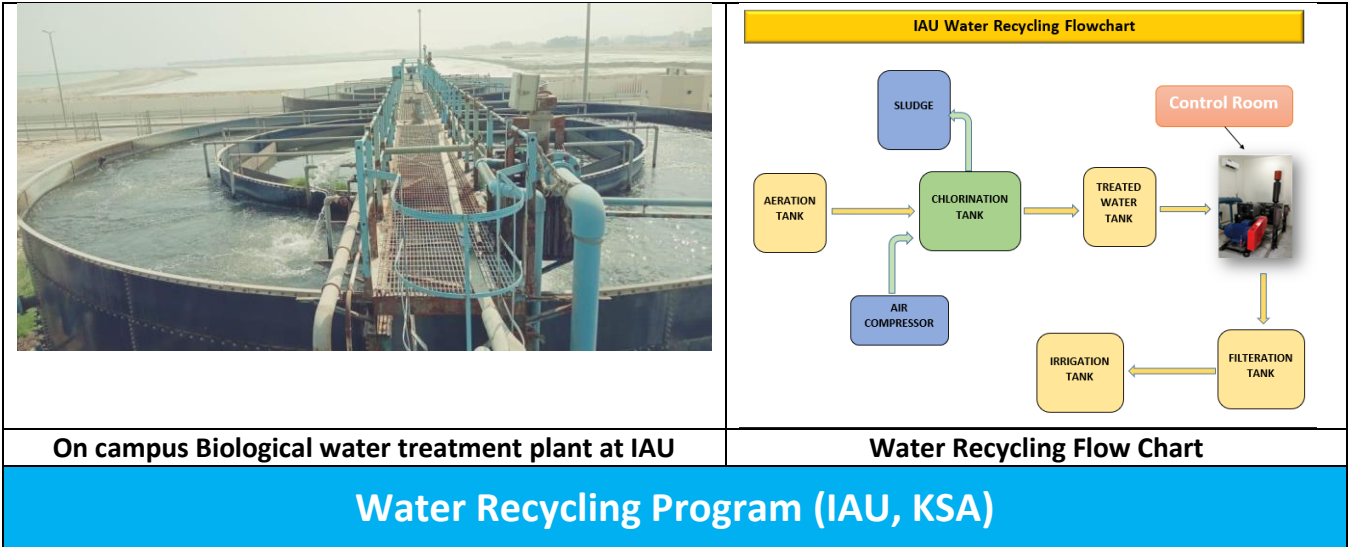 IAU Water Recycling Flowchart
SLUDGE
Control Room
AERATION
TANK
CHLORINATION
TANK
TREATED
WATER
TANK
AIR
COMPRESSOR
IRRIGATION
TANK
FILTERATION
TANK
On campus Biological water treatment plant at IAU
Water Recycling Flow Chart
Water Recycling Program (IAU, KSA)